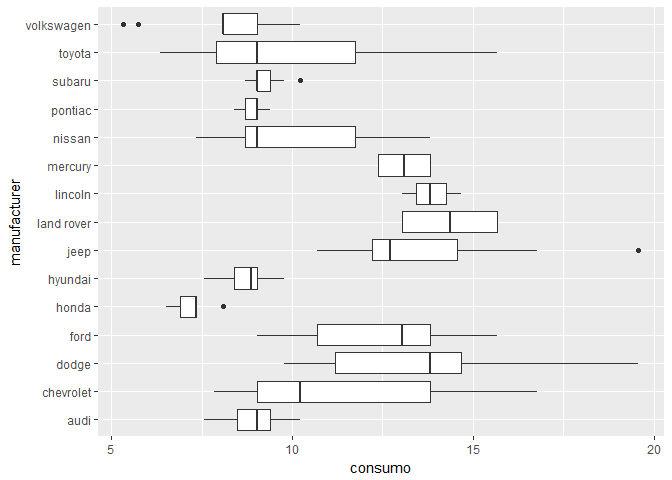 volkswagen
toyota
subaru
pontiac
nissan
mercury
lincoln
land rover
jeep
hyundai
honda
ford
dodge
chevrolet
audi
manufacturer
5 10 15 20
consumo